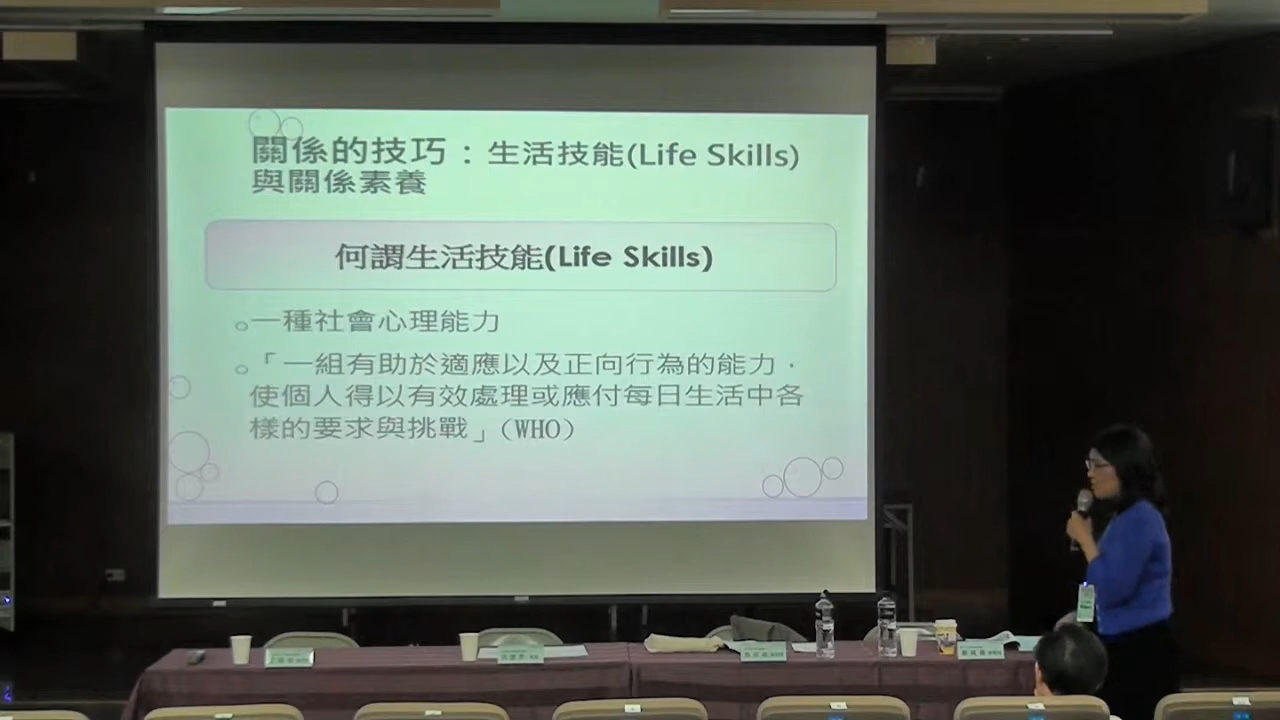 關係的技巧：生活技能(Life Skills)
與關係素養
何謂生活技能(Life Skills)
一種社會心理能力
「一組有助於適應以及正向行為的能力，
使個人得以有效處理或應付每日生活中各
樣的要求與挑戰」(WHO)